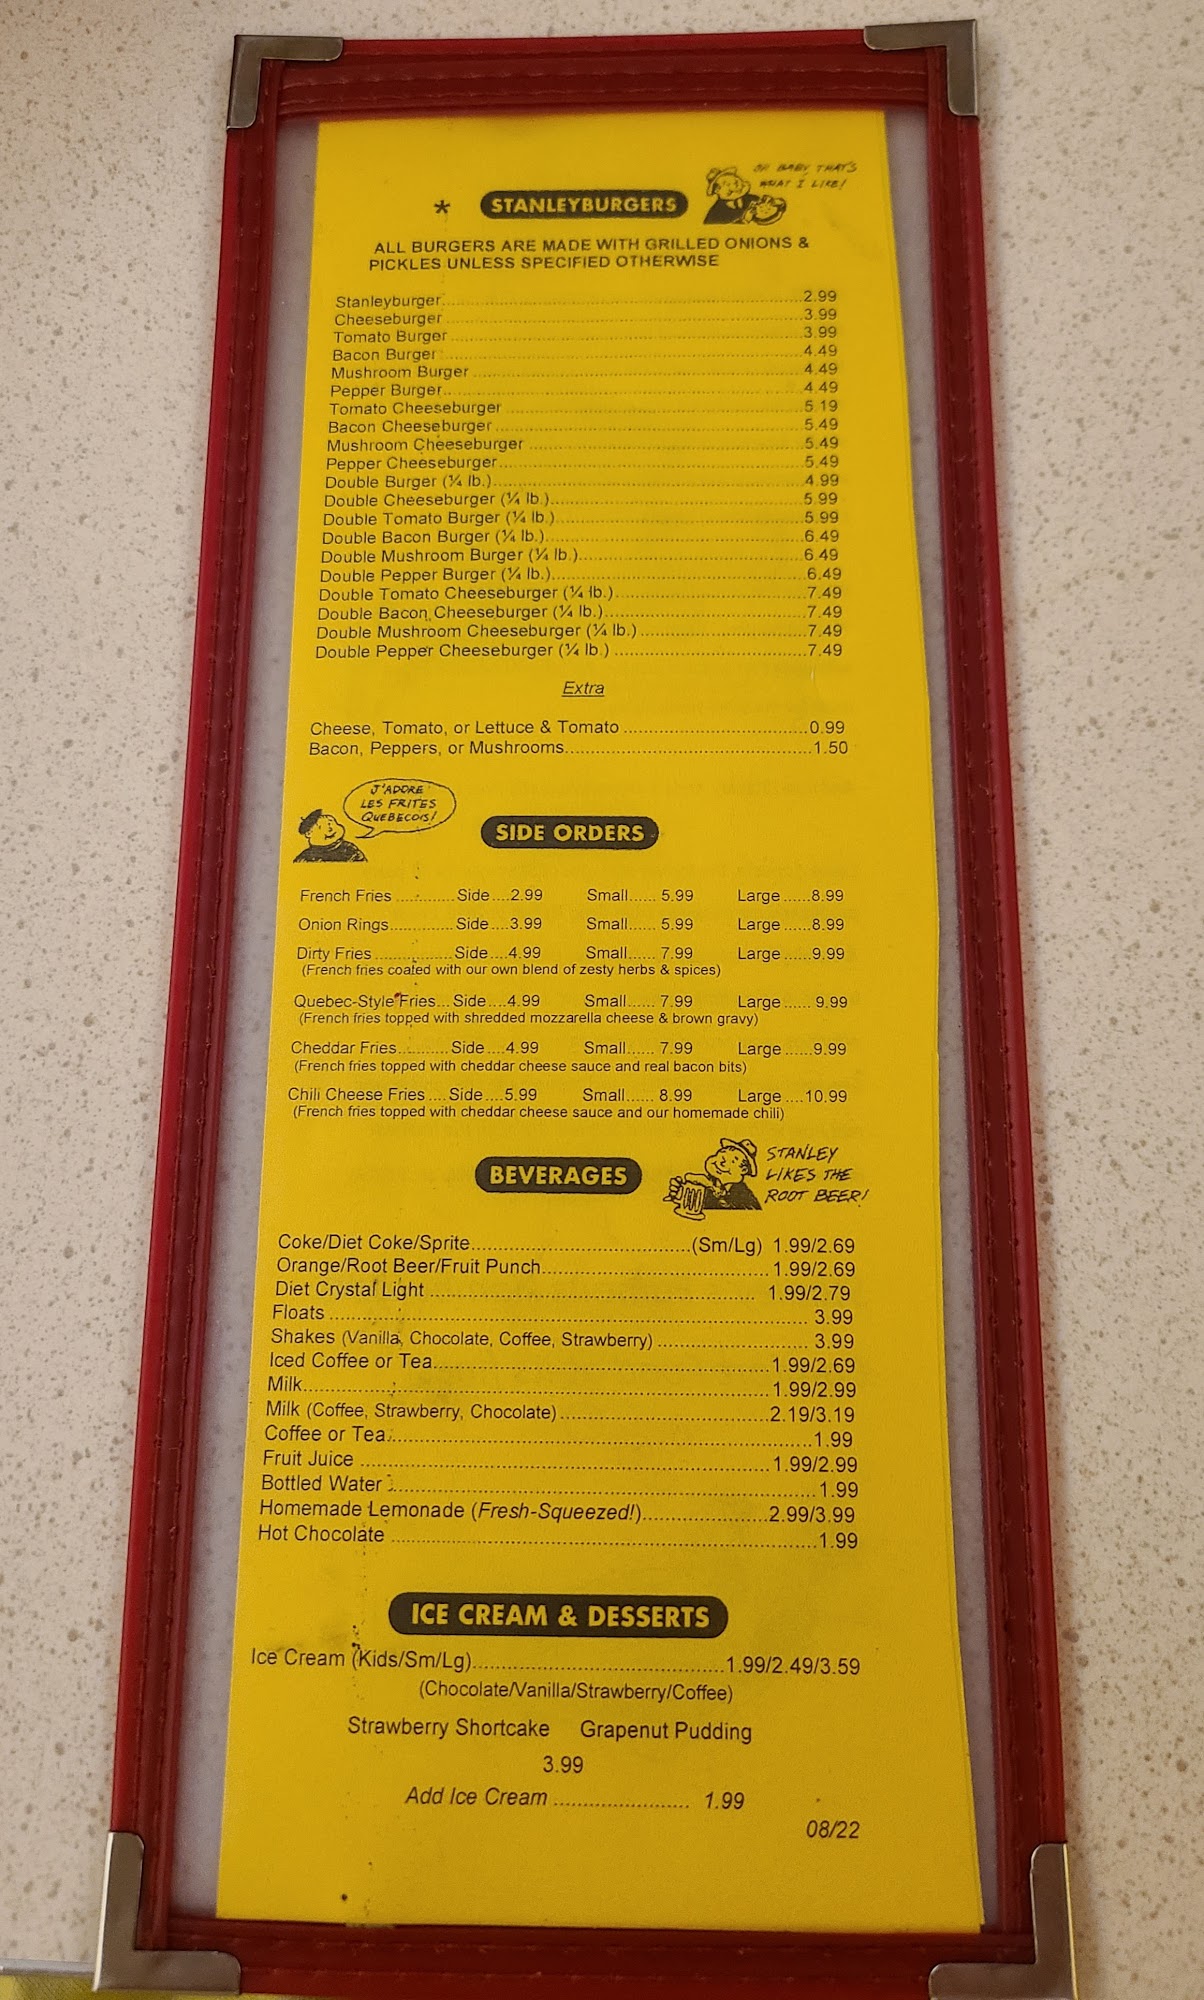 OH BABY, THAT'S
WHAT I LIKE!
* STANLEYBURGERS
ALL BURGERS ARE MADE WITH GRILLED ONIONS &
PICKLES UNLESS SPECIFIED OTHERWISE
Stanleyburger 2.99
Cheeseburger 3.99
Tomato Burger 3.99
Bacon Burger 4.49
Mushroom Burger 4.49
Pepper Burger 4.49
Tomato Cheeseburger 5.19
Bacon Cheeseburger 5.49
Mushroom Cheeseburger 5.49
Pepper Cheeseburger 5.49
Double Burger (¼ lb.) 4.99
Double Cheeseburger (¼ lb.) 5.99
Double Tomato Burger (¼ lb.) 5.99
Double Bacon Burger (¼ lb.) 6.49
Double Mushroom Burger (¼ lb.) 6.49
Double Pepper Burger (¼ lb.) 6.49
Double Tomato Cheeseburger (¼ lb.) 7.49
Double Bacon Cheeseburger (¼ lb.) 7.49
Double Mushroom Cheeseburger (¼ lb.) 7.49
Double Pepper Cheeseburger (¼ lb.) 7.49
Extra
Cheese, Tomato, or Lettuce & Tomato 0.99
Bacon, Peppers, or Mushrooms 1.50
J'ADORE
LES FRITES
QUEBECOIS!
SIDE ORDERS
French Fries Side 2.99 Small 5.99 Large 8.99
Onion Rings Side 3.99 Small 5.99 Large 8.99
Dirty Fries Side 4.99 Small 7.99 Large 9.99
(French fries coated with our own blend of zesty herbs & spices)
Quebec-Style Fries Side 4.99 Small 7.99 Large 9.99
(French fries topped with shredded mozzarella cheese & brown gravy)
Cheddar Fries Side 4.99 Small 7.99 Large 9.99
(French fries topped with cheddar cheese sauce and real bacon bits)
Chili Cheese Fries Side 5.99 Small 8.99 Large 10.99
(French fries topped with cheddar cheese sauce and our homemade chili)
BEVERAGES
STANLEY
LIKES THE
ROOT BEER!
Coke/Diet Coke/Sprite (Sm/Lg) 1.99/2.69
Orange/Root Beer/Fruit Punch 1.99/2.69
Diet Crystal Light 1.99/2.79
Floats 3.99
Shakes (Vanilla, Chocolate, Coffee, Strawberry) 3.99
Iced Coffee or Tea 1.99/2.69
Milk 1.99/2.99
Milk (Coffee, Strawberry, Chocolate) 2.19/3.19
Coffee or Tea 1.99
Fruit Juice 1.99/2.99
Bottled Water 1.99
Homemade Lemonade (Fresh-Squeezed!) 2.99/3.99
Hot Chocolate 1.99
ICE CREAM & DESSERTS
Ice Cream (Kids/Sm/Lg) 1.99/2.49/3.59
(Chocolate/Vanilla/Strawberry/Coffee)
Strawberry Shortcake Grapenut Pudding
3.99
Add Ice Cream 1.99
08/22